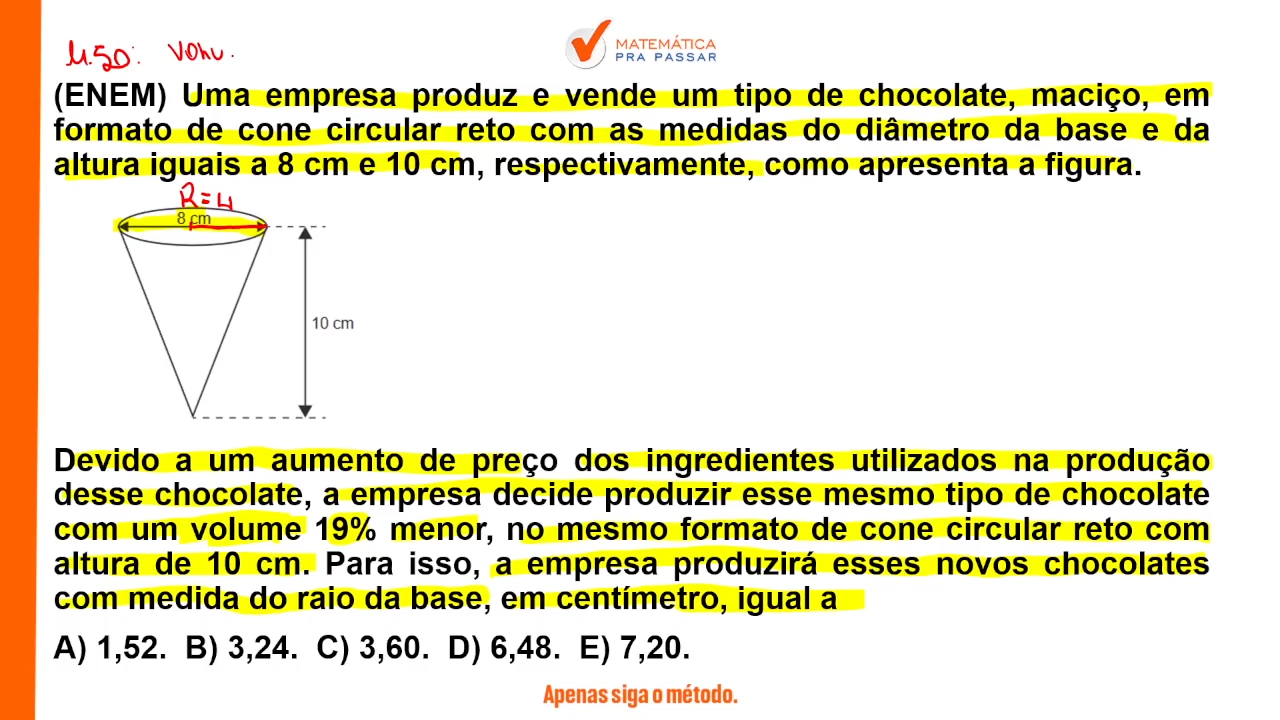 MATEMÁTICA
PRA PASSAR
(ENEM) Uma empresa produz e vende um tipo de chocolate, maciço, em
formato de cone circular reto com as medidas do diâmetro da base e da
altura iguais a 8 cm e 10 cm, respectivamente, como apresenta a figura.
R=4
8 cm
10 cm
Devido a um aumento de preço dos ingredientes utilizados na produção
desse chocolate, a empresa decide produzir esse mesmo tipo de chocolate
com um volume 19% menor, no mesmo formato de cone circular reto com
altura de 10 cm. Para isso, a empresa produzirá esses novos chocolates
com medida do raio da base, em centímetro, igual a
A) 1,52. B) 3,24. C) 3,60. D) 6,48. E) 7,20.
Apenas siga o método.